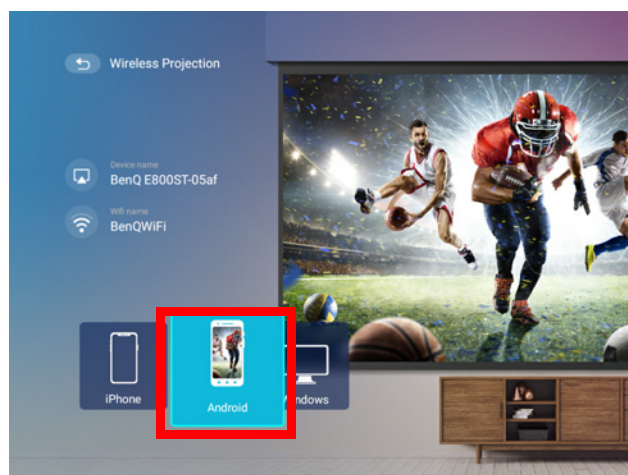 Wireless Projection
Device name
BenQ E800ST-05af
Wifi name
BenQWiFi
iPhone
Android